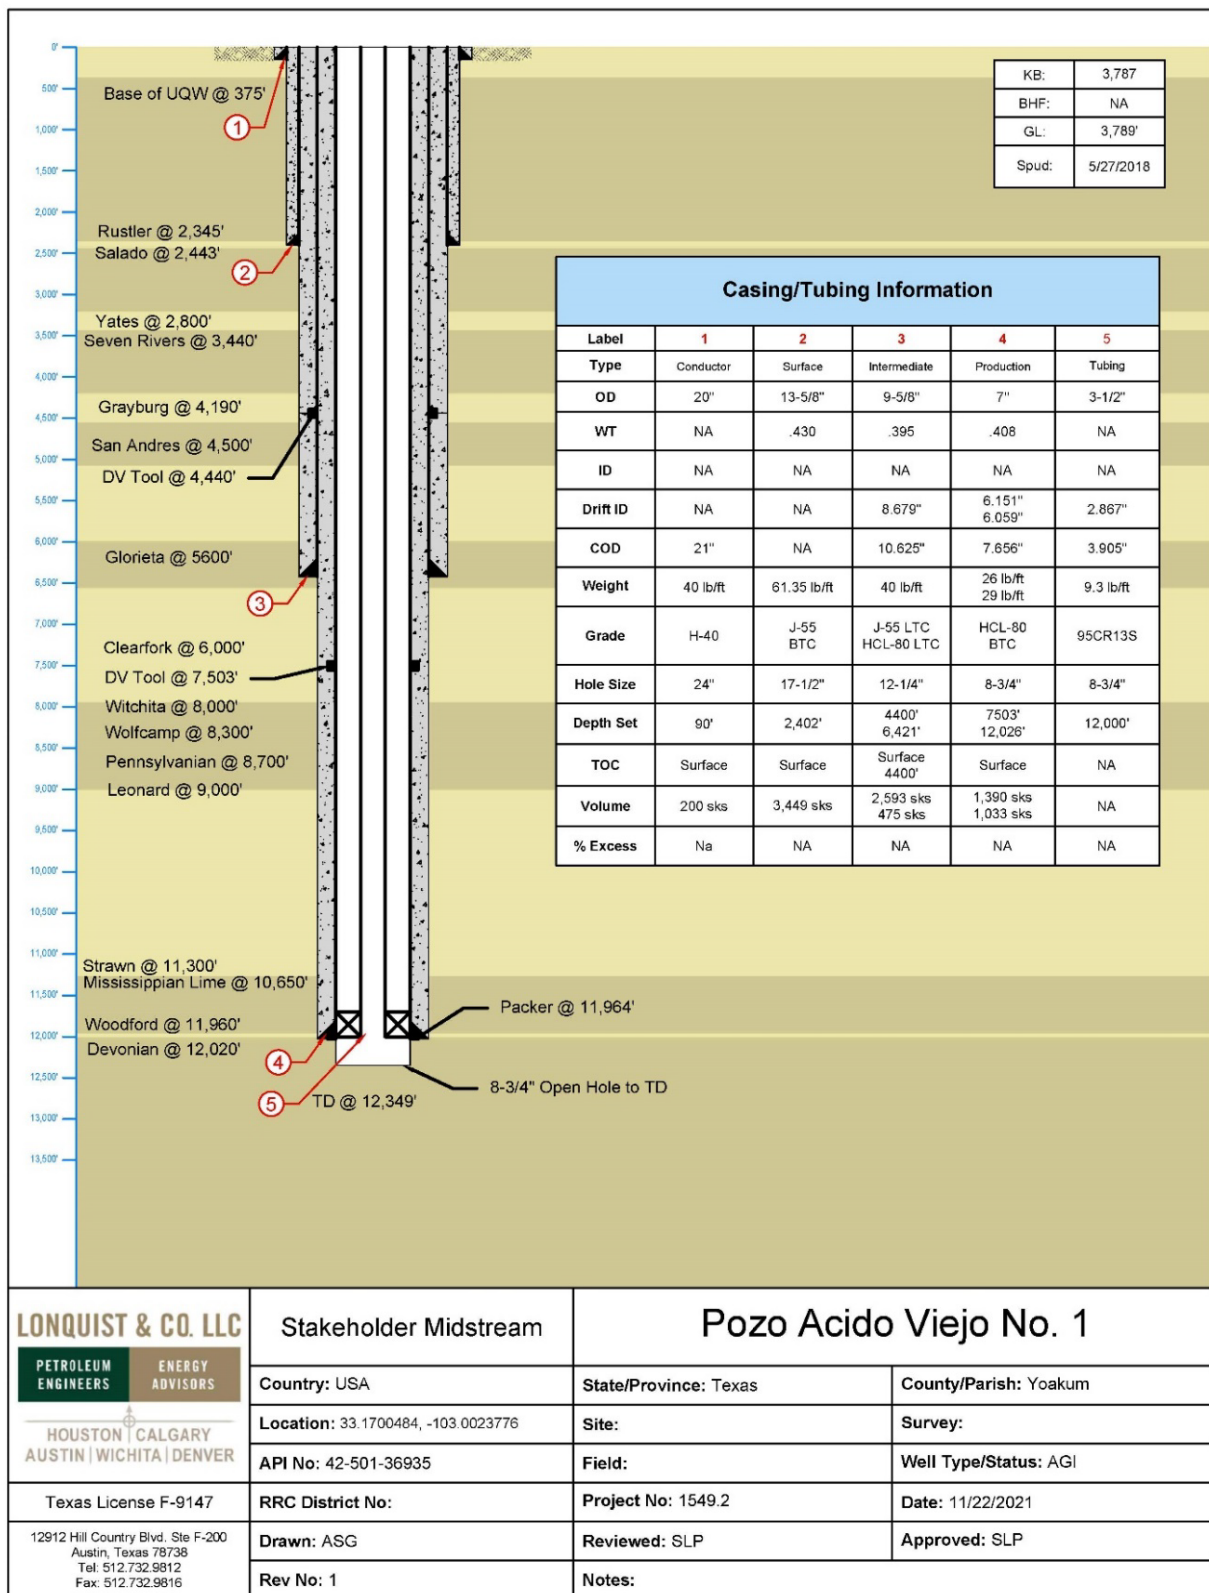 0'
500'
1,000'
1,500'
2,000'
2,500'
3,000'
3,500'
4,000'
4,500'
5,000'
5,500'
6,000'
6,500'
7,000'
7,500'
8,000'
8,500'
9,000'
9,500'
10,000'
10,500'
11,000'
11,500'
12,000'
12,500'
13,000'
13,500'
Base of UQW @ 375'
1
Rustler @ 2,345'
Salado @ 2,443'
2
Yates @ 2,800'
Seven Rivers @ 3,440'
Grayburg @ 4,190'
San Andres @ 4,500'
DV Tool @ 4,440'
Glorieta @ 5600'
3
Clearfork @ 6,000'
DV Tool @ 7,503'
Witchita @ 8,000'
Wolfcamp @ 8,300'
Pennsylvanian @ 8,700'
Leonard @ 9,000'
Strawn @ 11,300'
Mississippian Lime @ 10,650'
Packer @ 11,964'
Woodford @ 11,960'
Devonian @ 12,020'
4
8-3/4" Open Hole to TD
5
TD @ 12,349'
KB: 3,787
BHF: NA
GL: 3,789'
Spud: 5/27/2018
Casing/Tubing Information
Label 1 2 3 4 5
Type Conductor Surface Intermediate Production Tubing
OD 20" 13-5/8" 9-5/8" 7" 3-1/2"
WT NA .430 .395 .408 NA
ID NA NA NA NA NA
Drift ID NA NA 8.679" 6.151" 2.867"
6.059"
COD 21" NA 10.625" 7.656" 3.905"
Weight 40 lb/ft 61.35 lb/ft 40 lb/ft 26 lb/ft 9.3 lb/ft
29 lb/ft
Grade H-40 J-55 J-55 LTC HCL-80 95CR13S
BTC HCL-80 LTC BTC
Hole Size 24" 17-1/2" 12-1/4" 8-3/4" 8-3/4"
Depth Set 90' 2,402' 4400' 7503' 12,000'
6,421' 12,026'
TOC Surface Surface Surface Surface NA
4400'
Volume 200 sks 3,449 sks 2,593 sks 1,390 sks NA
475 sks 1,033 sks
% Excess Na NA NA NA NA
LONQUIST & CO. LLC
PETROLEUM ENERGY
ENGINEERS ADVISORS
HOUSTON | CALGARY
AUSTIN | WICHITA | DENVER
Texas License F-9147
12912 Hill Country Blvd. Ste F-200
Austin, Texas 78738
Tel: 512.732.9812
Fax: 512.732.9816
Stakeholder Midstream
Pozo Acido Viejo No. 1
Country: USA
State/Province: Texas
County/Parish: Yoakum
Location: 33.1700484, -103.0023776
Site:
Survey:
API No: 42-501-36935
Field:
Well Type/Status: AGI
RRC District No:
Project No: 1549.2
Date: 11/22/2021
Drawn: ASG
Reviewed: SLP
Approved: SLP
Rev No: 1
Notes: